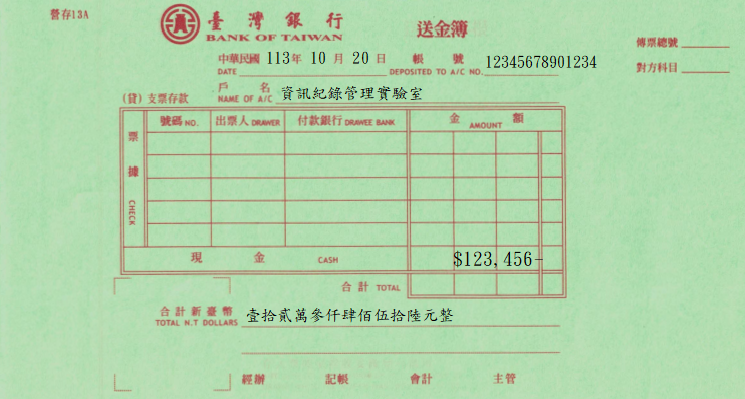 營存13A
臺灣銀行
BANK OF TAIWAN
送金簿
傳票總號
對方科目
中華民國 113年 10 月 20 日 帳號 12345678901234
DATE DEPOSITED TO A/C NO.
(貸) 支票存款 戶名 資訊紀錄管理實驗室
NAME OF A/C
票據 CHECK
號碼 NO. 出票人 DRAWER 付款銀行 DRAWEE BANK 金額 AMOUNT
現金 CASH $123,456-
合計 TOTAL
合計新臺幣 壹拾貳萬參仟肆佰伍拾陸元整
TOTAL N.T DOLLARS
經辦 記帳 會計 主管